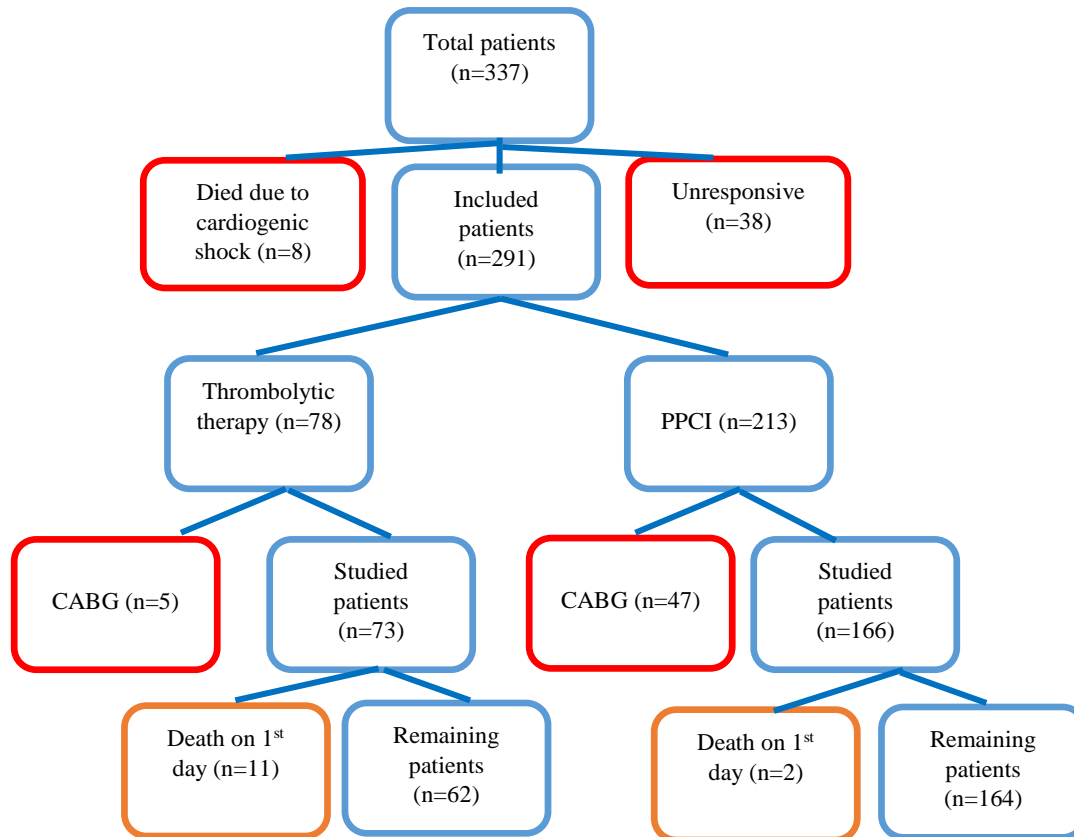 Total patients
(n=337)
Died due to
cardiogenic
shock (n=8)
Included
patients
(n=291)
Unresponsive
(n=38)
Thrombolytic
therapy (n=78)
PPCI (n=213)
CABG (n=5)
Studied
patients
(n=73)
CABG (n=47)
Studied
patients
(n=166)
Death on 1st
day (n=11)
Remaining
patients
(n=62)
Death on 1st
day (n=2)
Remaining
patients
(n=164)